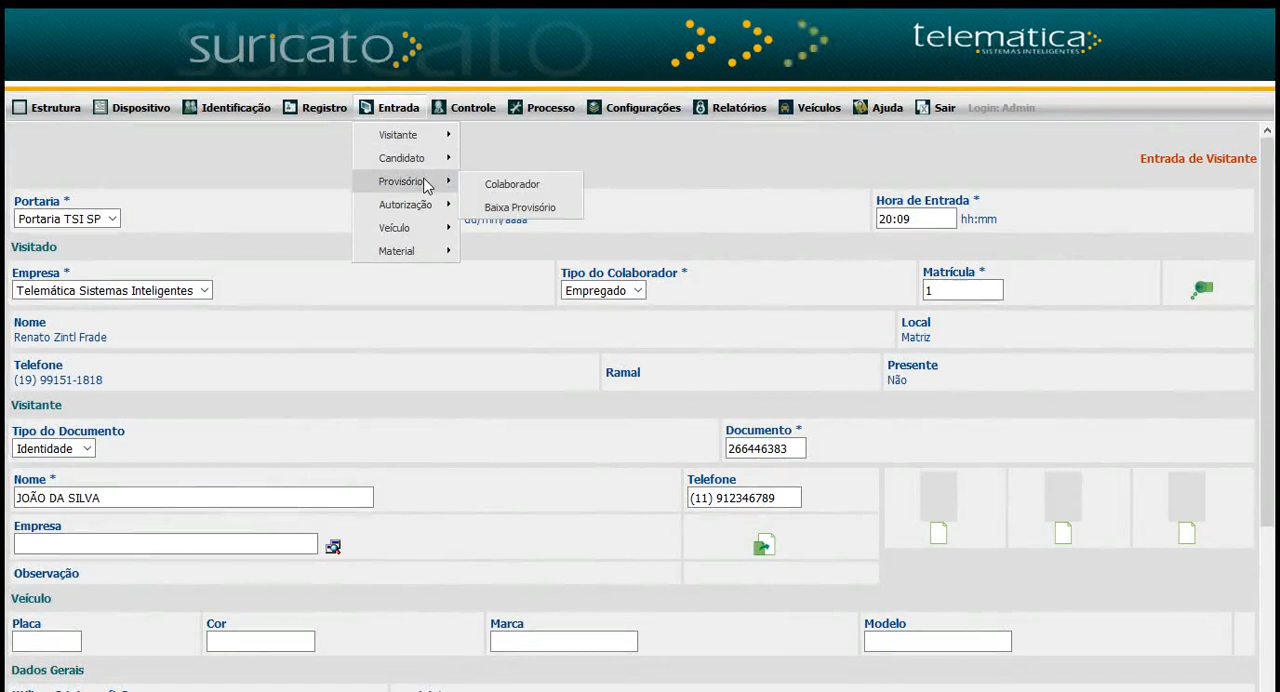 suricato
telemática
SISTEMAS INTELIGENTES
Estrutura Dispositivo Identificação Registro Entrada Controle Processo Configurações Relatórios Veículos Ajuda Sair Login: Admin
Visitante
Candidato
Provisório
Autorização
Veículo
Material
Colaborador
Baixa Provisório
Entrada de Visitante
Portaria *
Portaria TSI SP
dd/mm/aaaa
Hora de Entrada *
20:09 hh:mm
Visitado
Empresa *
Telemática Sistemas Inteligentes
Tipo do Colaborador *
Empregado
Matrícula *
1
Nome
Renato Zintl Frade
Local
Matriz
Telefone
(19) 99151-1818
Ramal
Presente
Não
Visitante
Tipo do Documento
Identidade
Documento *
266446383
Nome *
JOÃO DA SILVA
Telefone
(11) 912346789
Empresa
Observação
Veículo
Placa
Cor
Marca
Modelo
Dados Gerais